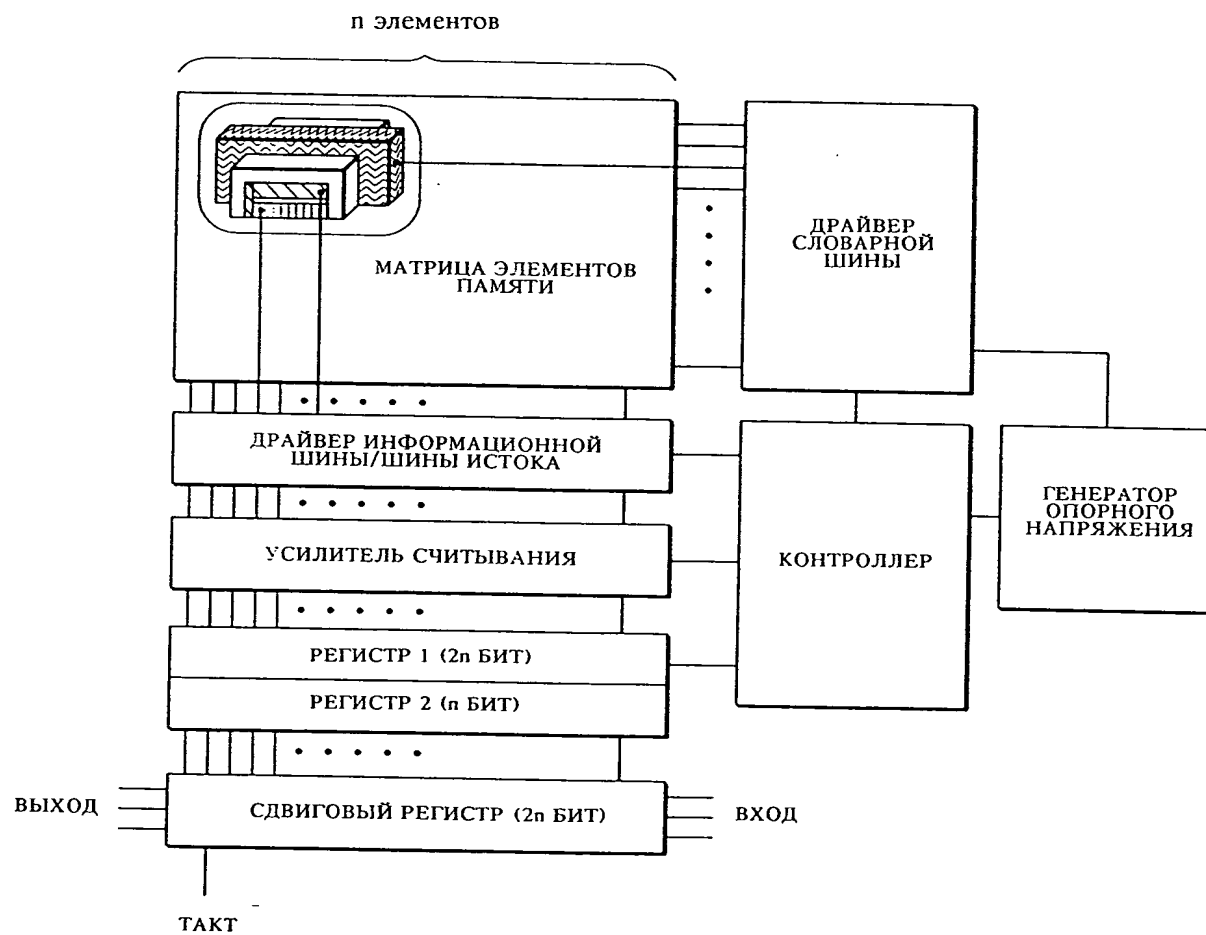 n элементов
МАТРИЦА ЭЛЕМЕНТОВ
ПАМЯТИ
ДРАЙВЕР
СЛОВАРНОЙ
ШИНЫ
ДРАЙВЕР ИНФОРМАЦИОННОЙ
ШИНЫ/ШИНЫ ИСТОКА
УСИЛИТЕЛЬ СЧИТЫВАНИЯ
КОНТРОЛЛЕР
ГЕНЕРАТОР
ОПОРНОГО
НАПРЯЖЕНИЯ
РЕГИСТР 1 (2n БИТ)
РЕГИСТР 2 (n БИТ)
ВЫХОД
СДВИГОВЫЙ РЕГИСТР (2n БИТ)
ВХОД
ТАКТ